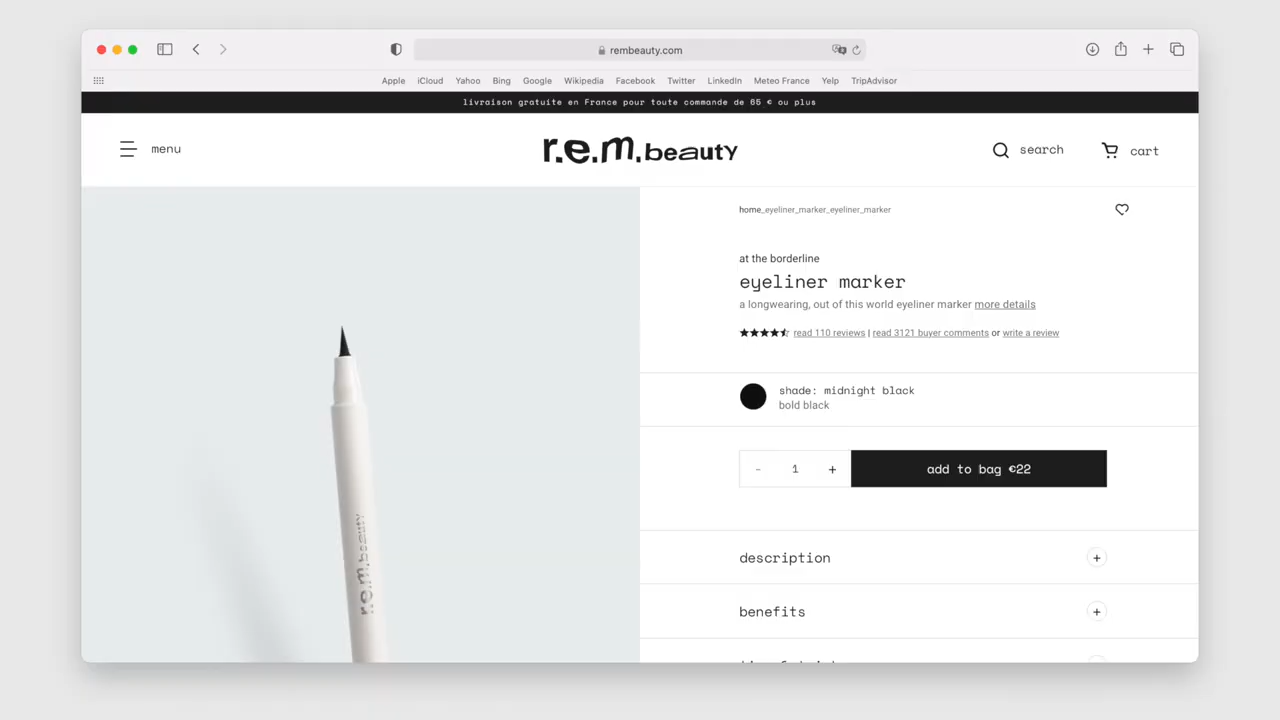 rembeauty.com
Apple iCloud Yahoo Bing Google Wikipedia Facebook Twitter LinkedIn Meteo France Yelp TripAdvisor
livraison gratuite en France pour toute commande de 65 € ou plus
menu
r.e.m.beauty
search
cart
home_eyeliner_marker_eyeliner_marker
at the borderline
eyeliner marker
a longwearing, out of this world eyeliner marker more details
read 110 reviews | read 3121 buyer comments or write a review
shade: midnight black
bold black
- 1 +
add to bag €22
r.e.m.beauty
description +
benefits +